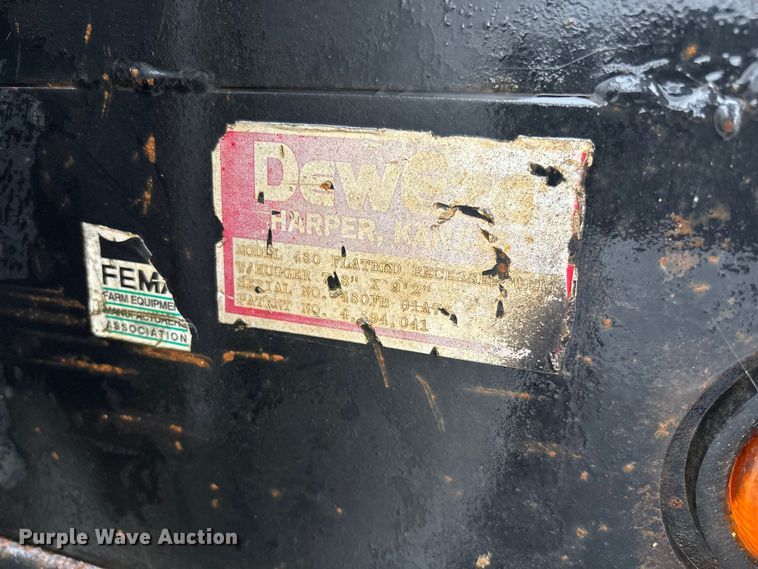 DewEze
HARPER,
MODEL 480 FLATBED RECESSED
W/HUGGER X 9'2"
SERIAL NO. 480FB
PATENT NO.
FEMA
FARM EQUIPMENT
MANUFACTURERS
ASSOCIATION
Purple Wave Auction